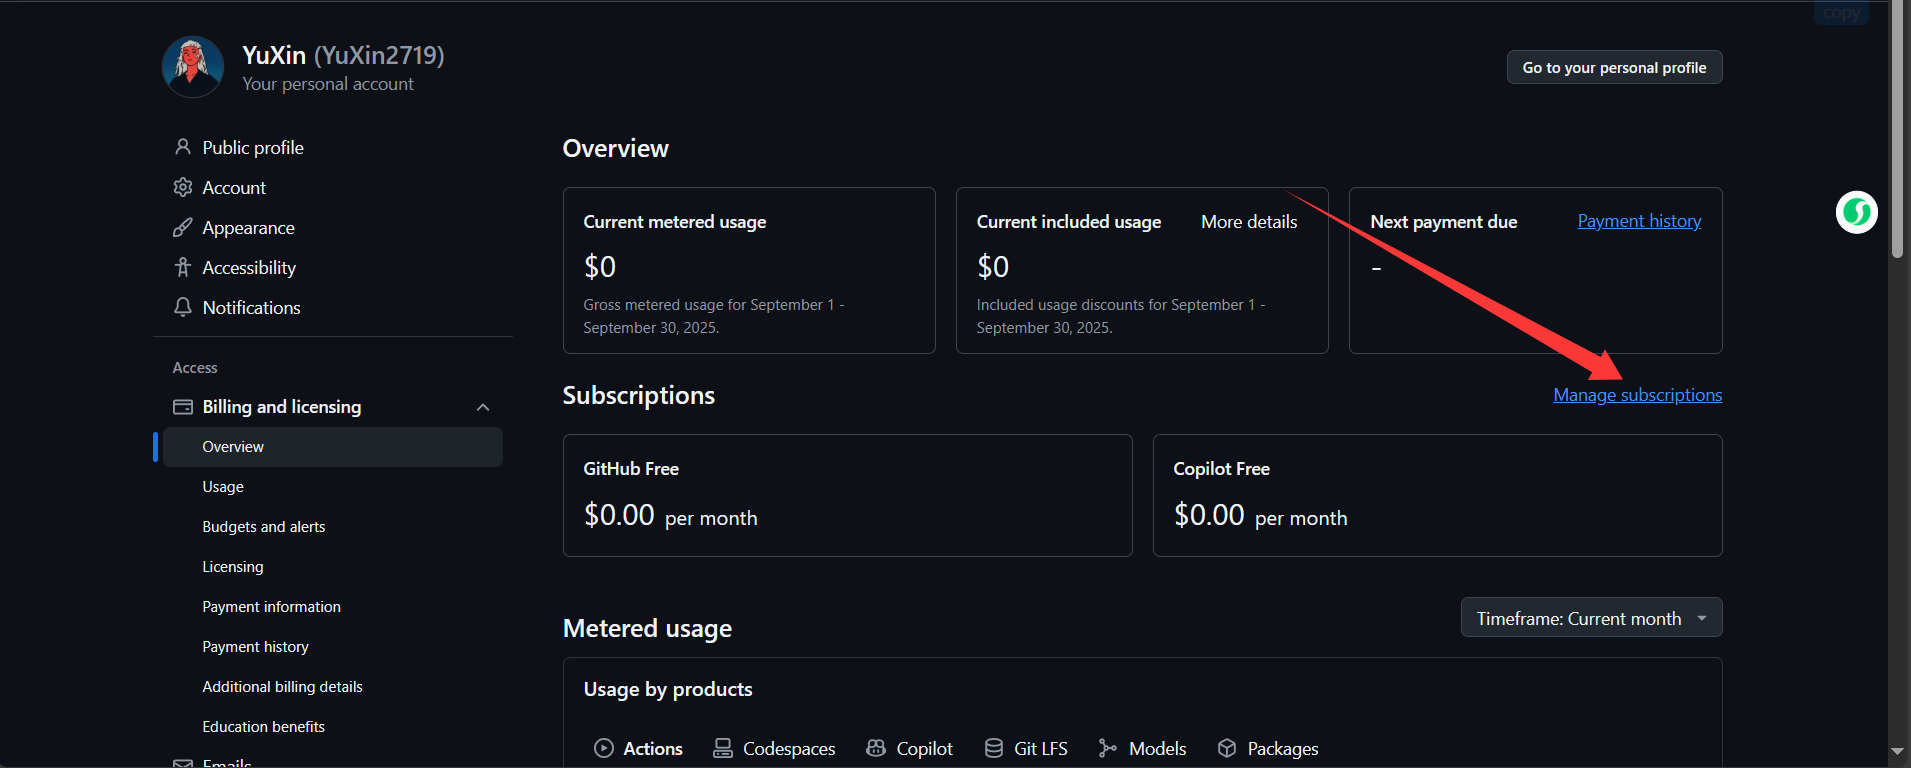 copy
YuXin (YuXin2719)
Your personal account
Go to your personal profile
Public profile
Account
Appearance
Accessibility
Notifications
Access
Billing and licensing
Overview
Usage
Budgets and alerts
Licensing
Payment information
Payment history
Additional billing details
Education benefits
Emails
Overview
Current metered usage
$0
Gross metered usage for September 1 -
September 30, 2025.
Current included usage More details
$0
Included usage discounts for September 1 -
September 30, 2025.
Next payment due Payment history
-
Subscriptions
Manage subscriptions
GitHub Free
$0.00 per month
Copilot Free
$0.00 per month
Metered usage
Timeframe: Current month
Usage by products
Actions Codespaces Copilot Git LFS Models Packages